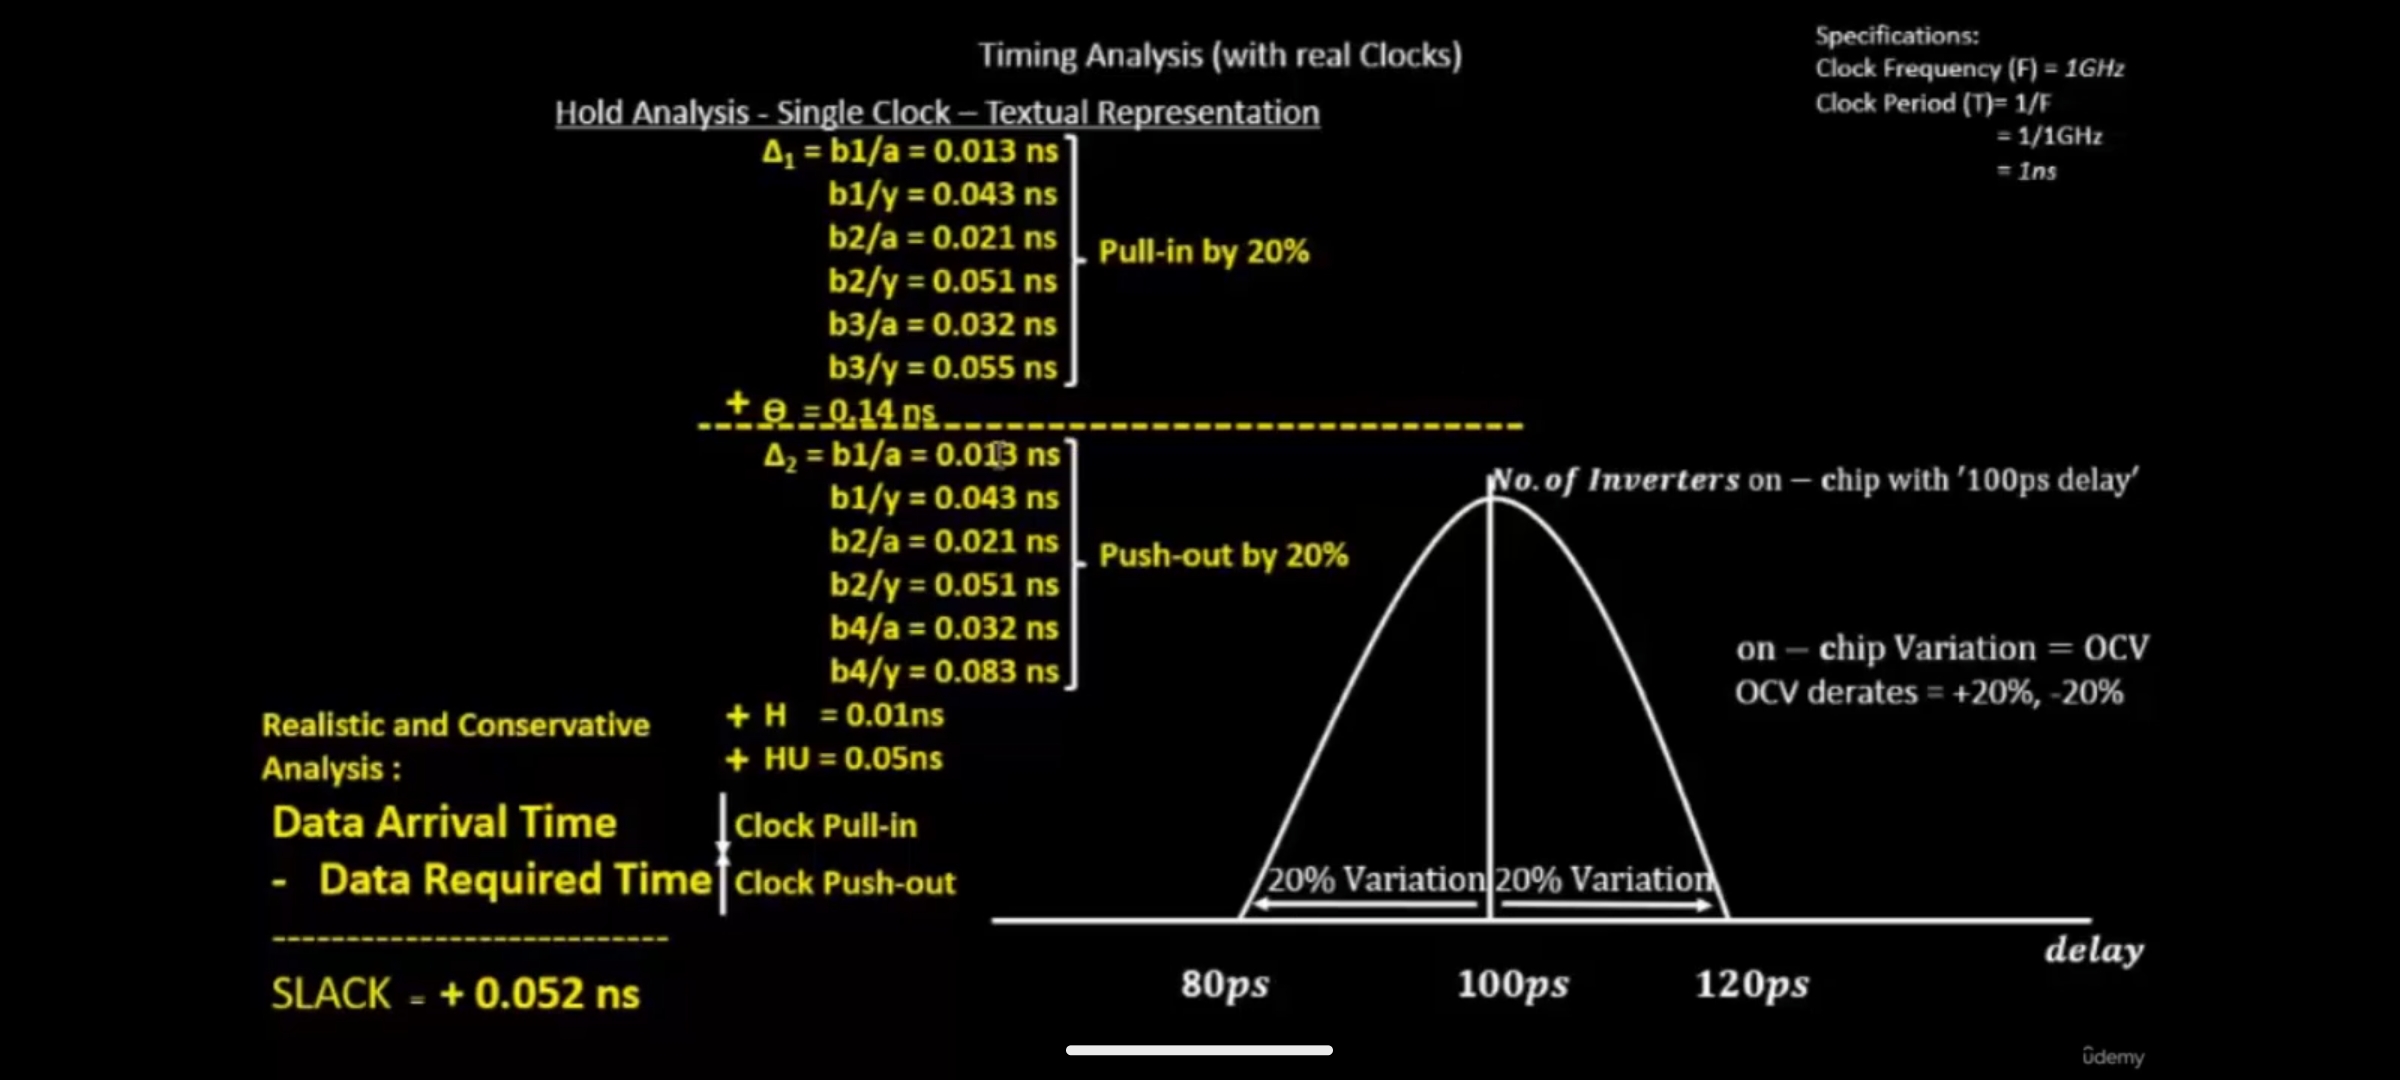 Timing Analysis (with real Clocks)
Specifications:
Clock Frequency (F) = 1GHz
Clock Period (T)= 1/F
= 1/1GHz
= 1ns
Hold Analysis - Single Clock – Textual Representation
Δ1 = b1/a = 0.013 ns
b1/y = 0.043 ns
b2/a = 0.021 ns
b2/y = 0.051 ns
b3/a = 0.032 ns
b3/y = 0.055 ns
Pull-in by 20%
+ ϴ = 0.14 ns
Δ2 = b1/a = 0.013 ns
b1/y = 0.043 ns
b2/a = 0.021 ns
b2/y = 0.051 ns
b4/a = 0.032 ns
b4/y = 0.083 ns
Push-out by 20%
+ H = 0.01ns
+ HU = 0.05ns
Realistic and Conservative
Analysis :
Data Arrival Time
Clock Pull-in
- Data Required Time
Clock Push-out
---------------------------
SLACK = + 0.052 ns
No. of Inverters on – chip with '100ps delay'
on – chip Variation = OCV
OCV derates = +20%, -20%
20% Variation 20% Variation
delay
80ps 100ps 120ps
ûdemy